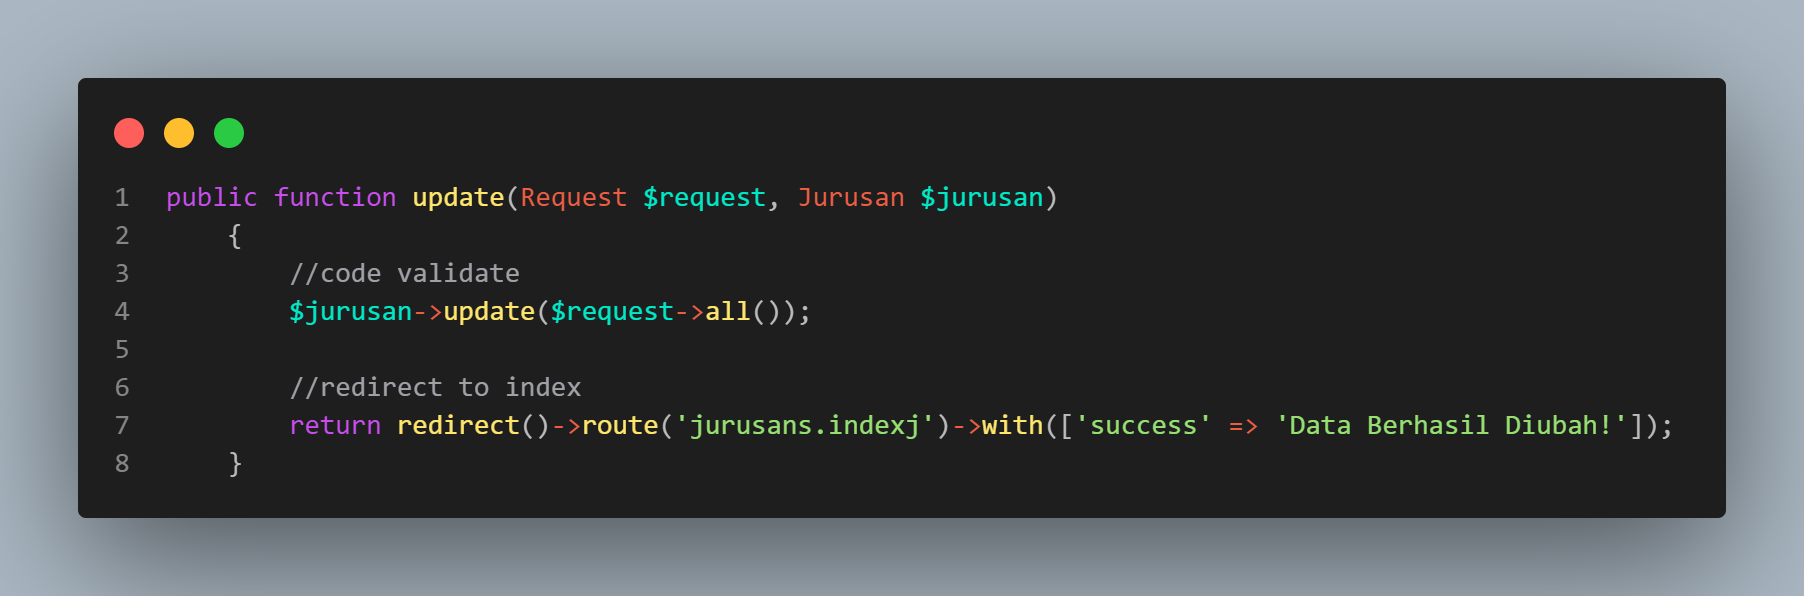 1 public function update(Request $request, Jurusan $jurusan)
2 {
3 //code validate
4 $jurusan->update($request->all());
5
6 //redirect to index
7 return redirect()->route('jurusans.indexj')->with(['success' => 'Data Berhasil Diubah!']);
8 }